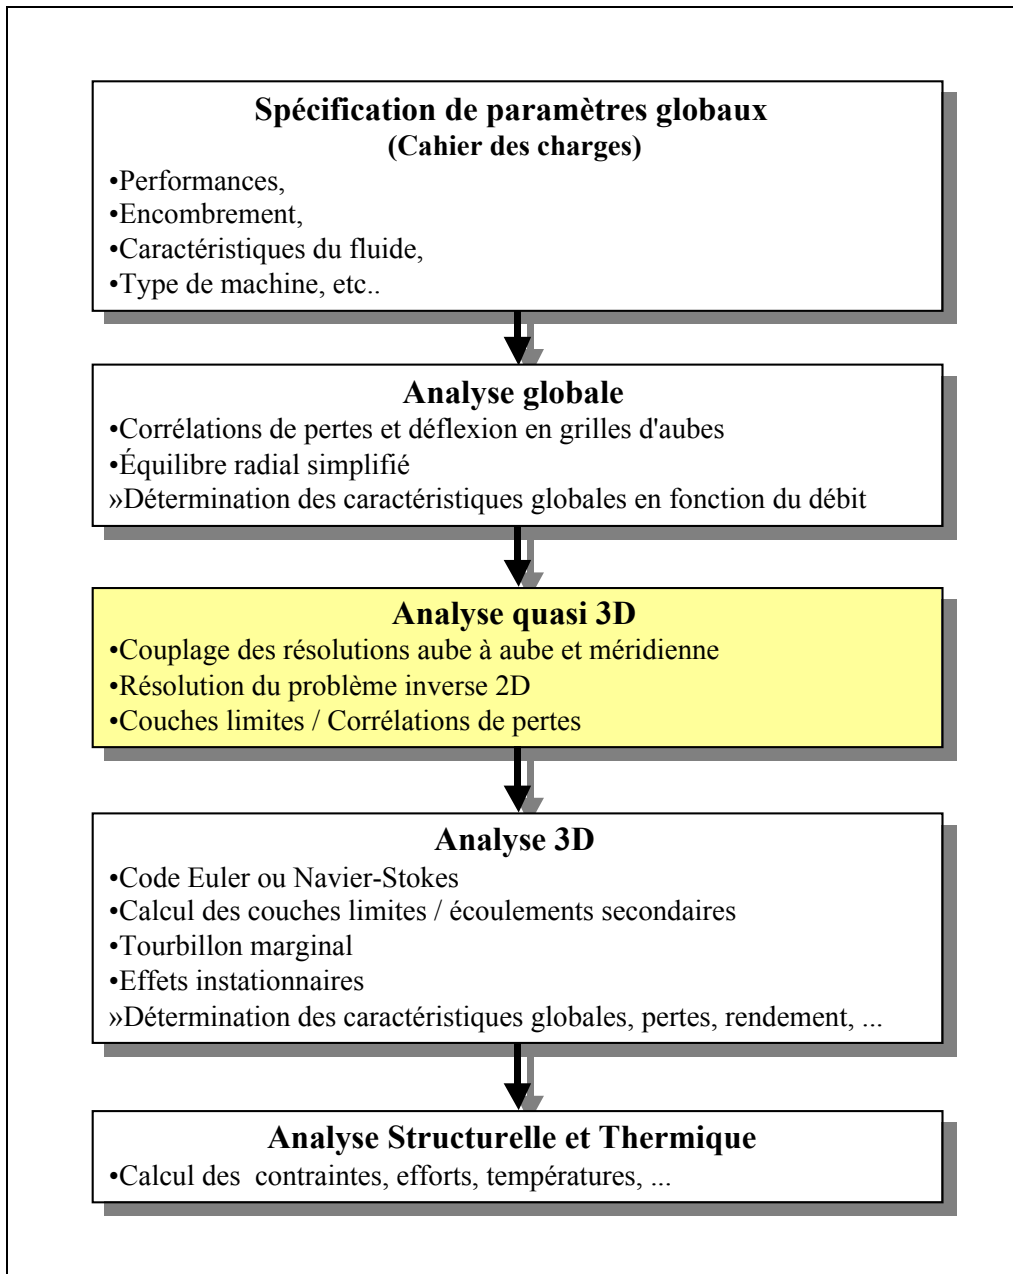 Spécification de paramètres globaux
(Cahier des charges)
•Performances,
•Encombrement,
•Caractéristiques du fluide,
•Type de machine, etc..
Analyse globale
•Corrélations de pertes et déflexion en grilles d'aubes
•Équilibre radial simplifié
»Détermination des caractéristiques globales en fonction du débit
Analyse quasi 3D
•Couplage des résolutions aube à aube et méridienne
•Résolution du problème inverse 2D
•Couches limites / Corrélations de pertes
Analyse 3D
•Code Euler ou Navier-Stokes
•Calcul des couches limites / écoulements secondaires
•Tourbillon marginal
•Effets instationnaires
»Détermination des caractéristiques globales, pertes, rendement, ...
Analyse Structurelle et Thermique
•Calcul des  contraintes, efforts, températures, ...